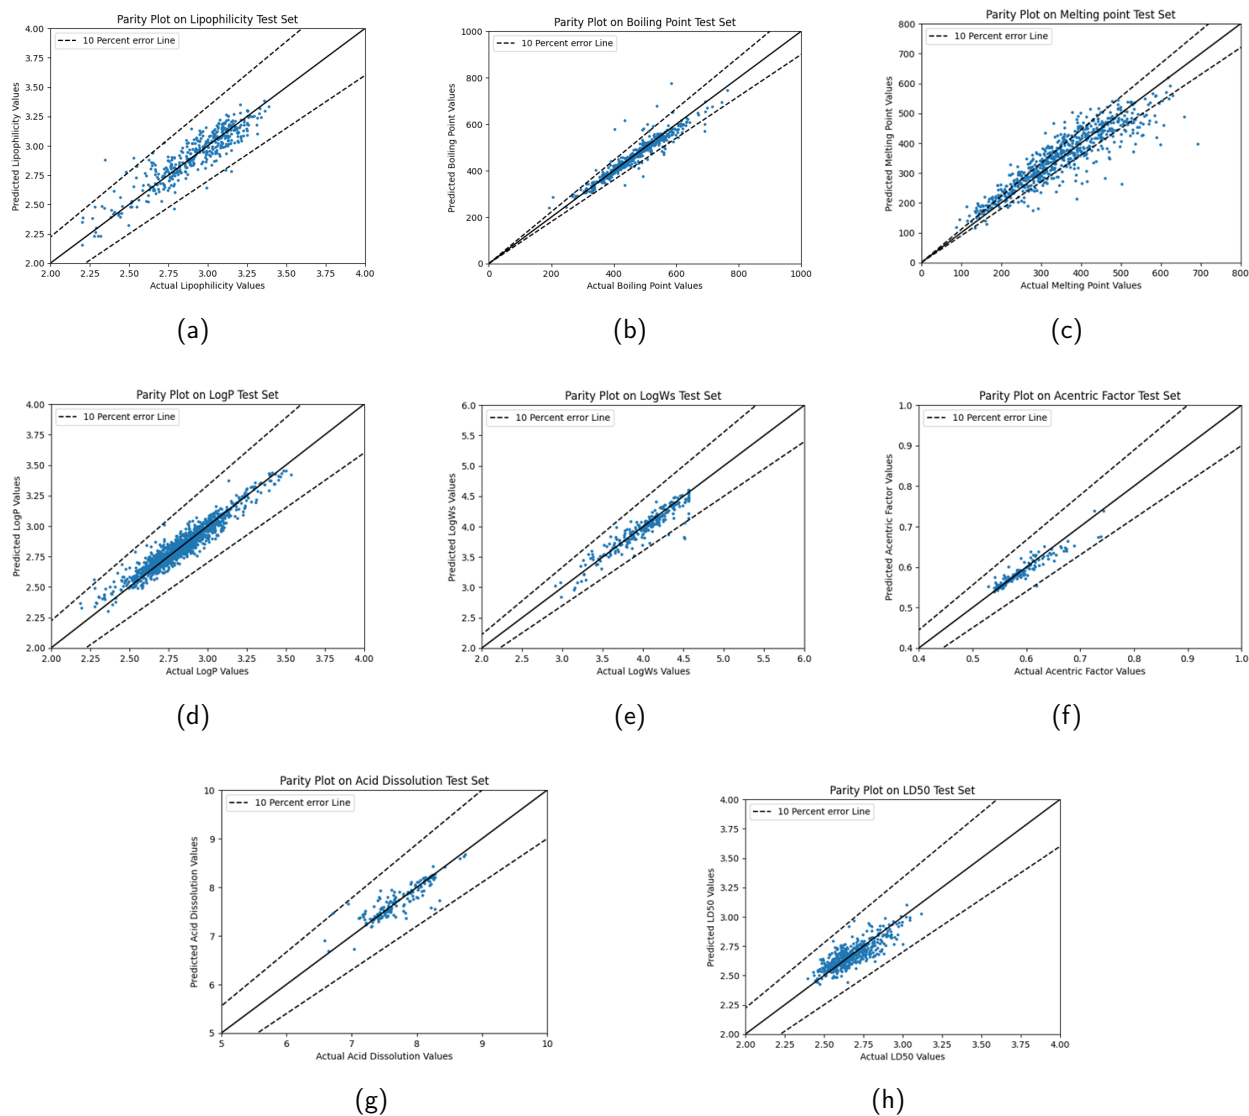 Parity Plot on Lipophilicity Test Set
10 Percent error Line
4.00
3.75
3.50
3.25
3.00
2.75
2.50
2.25
2.00
Predicted Lipophilicity Values
2.00 2.25 2.50 2.75 3.00 3.25 3.50 3.75 4.00
Actual Lipophilicity Values
(a)
Parity Plot on Boiling Point Test Set
10 Percent error Line
1000
800
600
400
200
0
Predicted Boiling Point Values
0 200 400 600 800 1000
Actual Boiling Point Values
(b)
Parity Plot on Melting point Test Set
10 Percent error Line
800
700
600
500
400
300
200
100
0
Predicted Melting Point Values
0 100 200 300 400 500 600 700 800
Actual Melting Point Values
(c)
Parity Plot on LogP Test Set
10 Percent error Line
4.00
3.75
3.50
3.25
3.00
2.75
2.50
2.25
2.00
Predicted LogP Values
2.00 2.25 2.50 2.75 3.00 3.25 3.50 3.75 4.00
Actual LogP Values
(d)
Parity Plot on LogWs Test Set
10 Percent error Line
6.0
5.5
5.0
4.5
4.0
3.5
3.0
2.5
2.0
Predicted LogWs Values
2.0 2.5 3.0 3.5 4.0 4.5 5.0 5.5 6.0
Actual LogWs Values
(e)
Parity Plot on Acentric Factor Test Set
10 Percent error Line
1.0
0.9
0.8
0.7
0.6
0.5
0.4
Predicted Acentric Factor Values
0.4 0.5 0.6 0.7 0.8 0.9 1.0
Actual Acentric Factor Values
(f)
Parity Plot on Acid Dissolution Test Set
10 Percent error Line
10
9
8
7
6
5
Predicted Acid Dissolution Values
5 6 7 8 9 10
Actual Acid Dissolution Values
(g)
Parity Plot on LD50 Test Set
10 Percent error Line
4.00
3.75
3.50
3.25
3.00
2.75
2.50
2.25
2.00
Predicted LD50 Values
2.00 2.25 2.50 2.75 3.00 3.25 3.50 3.75 4.00
Actual LD50 Values
(h)